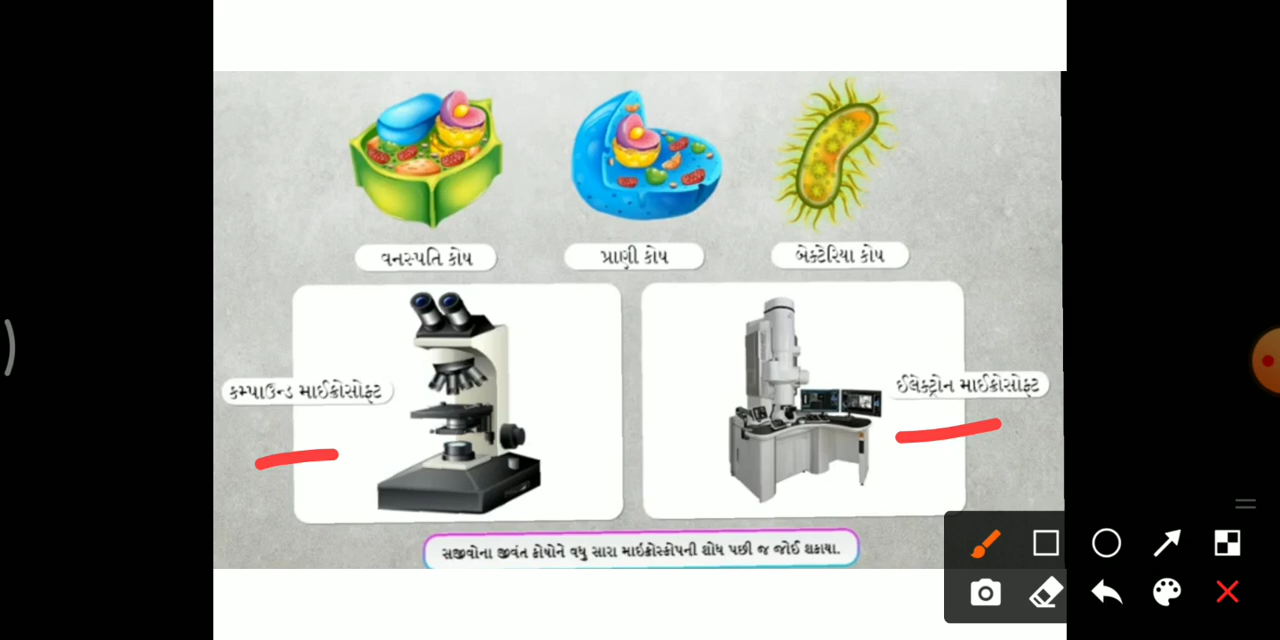 વનસ્પતિ કોષ
પ્રાણી કોષ
બેક્ટેરિયા કોષ
કમ્પાઉન્ડ માઈક્રોસોફ્ટ
ઈલેક્ટ્રોન માઈક્રોસોફ્ટ
સજીવોના જીવંત કોષોને વધુ સારા માઈક્રોસ્કોપની શોધ પછી જ જોઈ શકાયા.